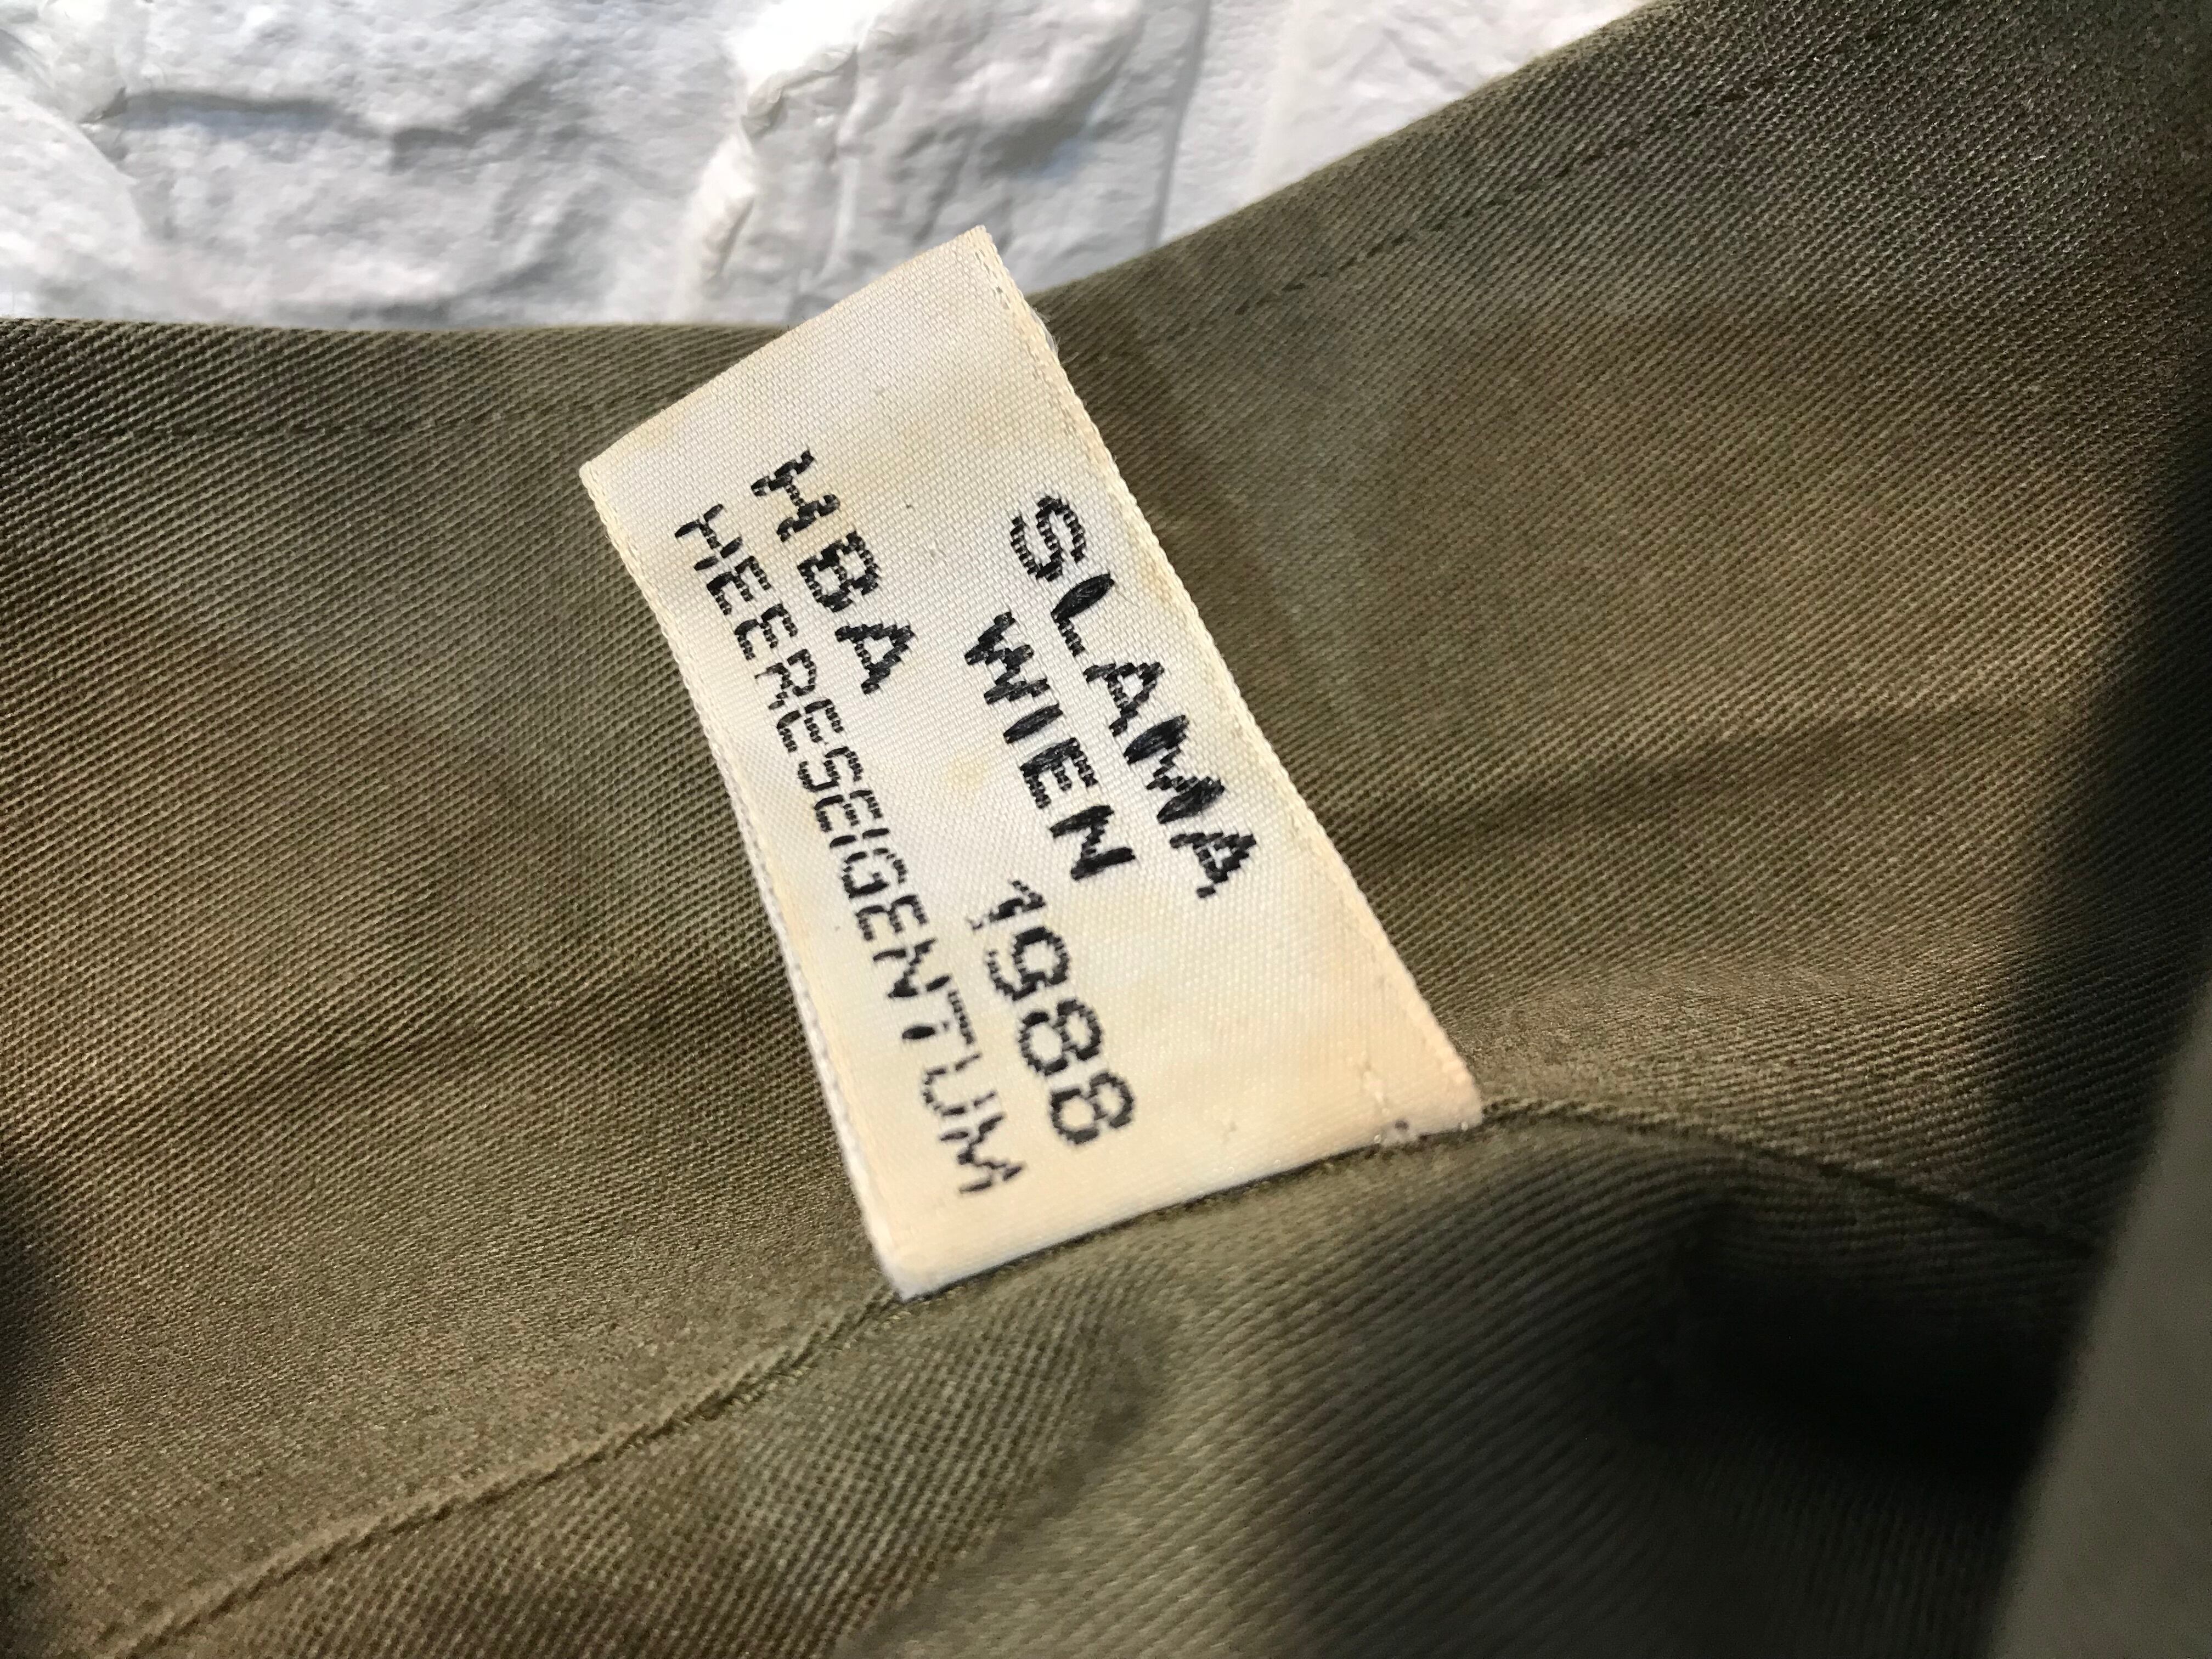 SLAMA
WIEN
HBA 1988
HEERESEIGENTUM